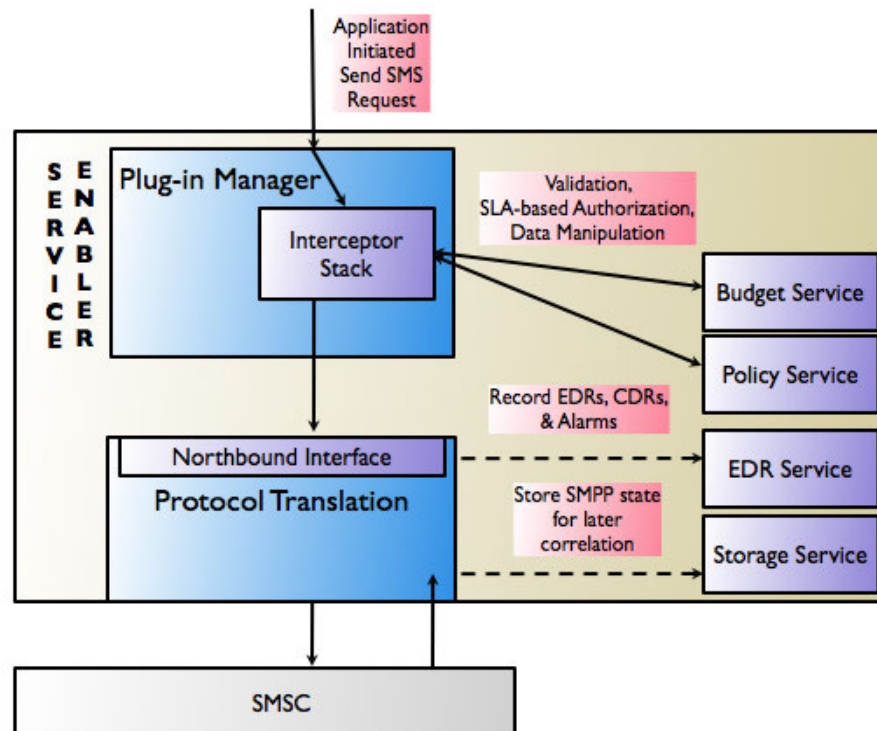 Application
Initiated
Send SMS
Request
SERVICE
ENABLER
Plug-in Manager
Interceptor
Stack
Validation,
SLA-based Authorization,
Data Manipulation
Budget Service
Policy Service
Record EDRs, CDRs,
& Alarms
Northbound Interface
Protocol Translation
EDR Service
Store SMPP state
for later
correlation
Storage Service
SMSC